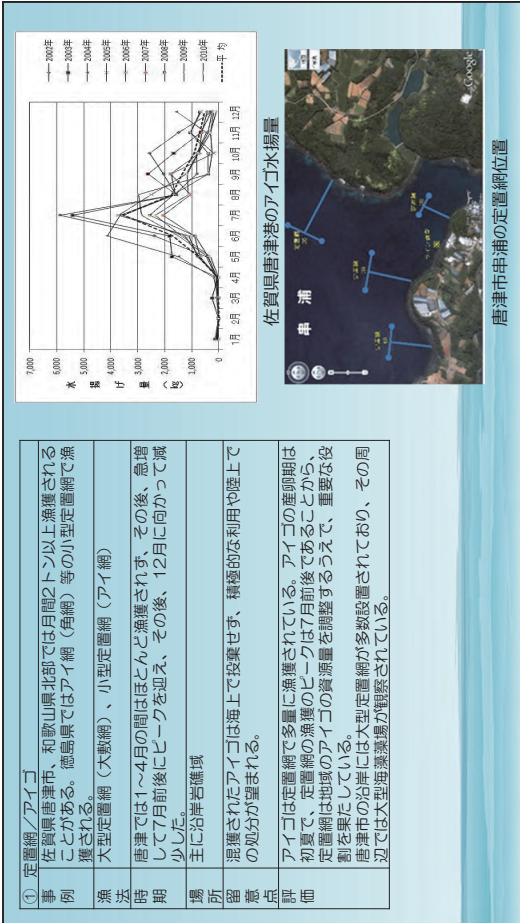 ① 定置網／アイゴ
事例
佐賀県唐津市、和歌山県北部では月間2トン以上漁獲される
ことがある。徳島県ではアイ網（角網）等の小型定置網で漁
獲される。
漁法
大型定置網（大敷網）、小型定置網（アイ網）
時期
唐津では1～4月の間はほとんど漁獲されず、その後、急増
して7月前後にピークを迎え、その後、12月に向かって減
少した。
場所
主に沿岸岩礁域
留意点
混獲されたアイゴは海上で投棄せず、積極的な利用や陸上で
の処分が望まれる。
評価
アイゴは定置網で多量に漁獲されている。アイゴの産卵期は
初夏で、定置網の漁獲のピークは7月前後であることから、
定置網は地域のアイゴの資源量を調整するうえで、重要な役
割を果たしている。
唐津市の沿岸には大型定置網が多数設置されており、その周
辺では大型海藻藻場が観察されている。
水揚げ量（kg）
7,000
6,000
5,000
4,000
3,000
2,000
1,000
0
1月 2月 3月 4月 5月 6月 7月 8月 9月 10月 11月 12月
2002年
2003年
2004年
2005年
2006年
2007年
2008年
2009年
2010年
平均
佐賀県唐津港のアイゴ水揚量
串浦
Google
唐津市串浦の定置網位置